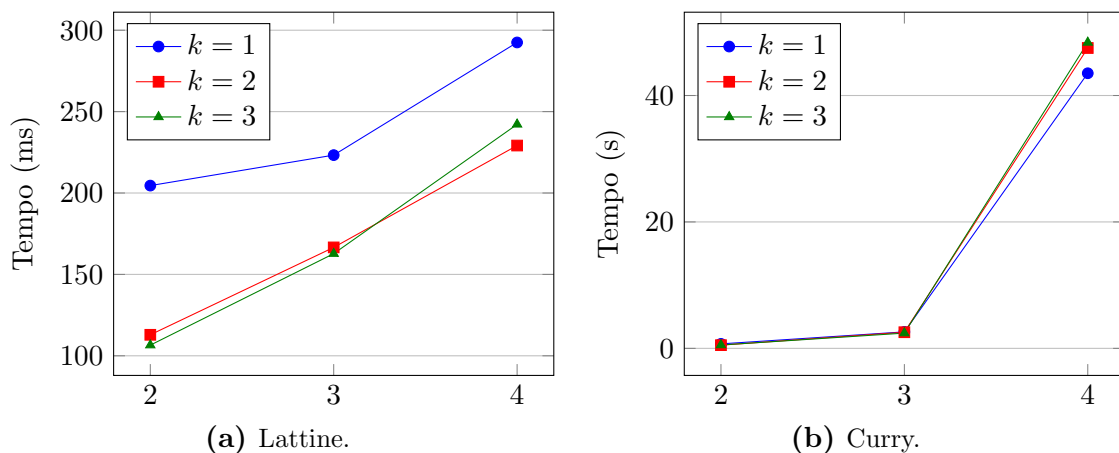 Tempo (ms)
300
250
200
150
100
k = 1
k = 2
k = 3
2 3 4
(a) Lattine.
Tempo (s)
40
20
0
k = 1
k = 2
k = 3
2 3 4
(b) Curry.